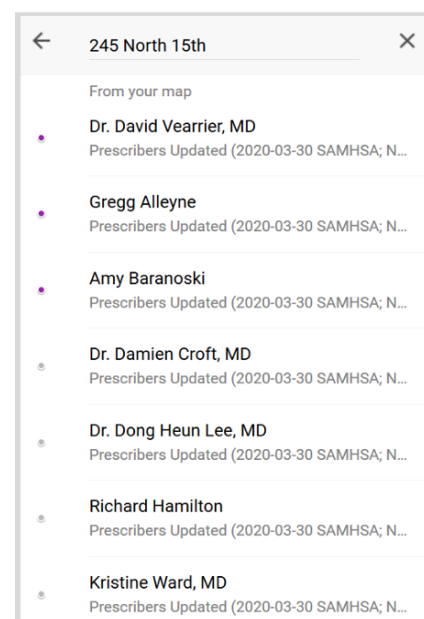 245 North 15th
From your map
Dr. David Vearrier, MD
Prescribers Updated (2020-03-30 SAMHSA; N...
Gregg Alleyne
Prescribers Updated (2020-03-30 SAMHSA; N...
Amy Baranoski
Prescribers Updated (2020-03-30 SAMHSA; N...
Dr. Damien Croft, MD
Prescribers Updated (2020-03-30 SAMHSA; N...
Dr. Dong Heun Lee, MD
Prescribers Updated (2020-03-30 SAMHSA; N...
Richard Hamilton
Prescribers Updated (2020-03-30 SAMHSA; N...
Kristine Ward, MD
Prescribers Updated (2020-03-30 SAMHSA; N...